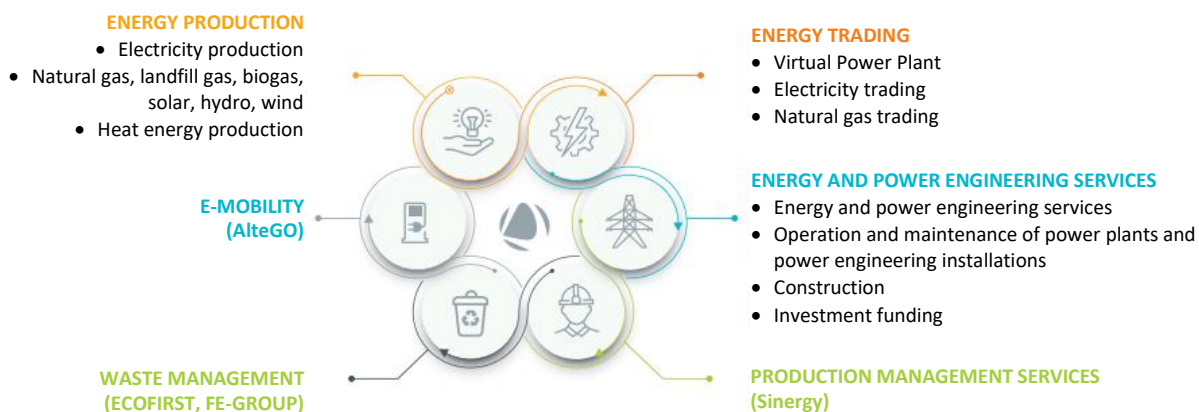 ENERGY PRODUCTION
• Electricity production
• Natural gas, landfill gas, biogas,
solar, hydro, wind
• Heat energy production
ENERGY TRADING
• Virtual Power Plant
• Electricity trading
• Natural gas trading
E-MOBILITY
(AlteGO)
ENERGY AND POWER ENGINEERING SERVICES
• Energy and power engineering services
• Operation and maintenance of power plants and
power engineering installations
• Construction
• Investment funding
WASTE MANAGEMENT
(ECOFIRST, FE-GROUP)
PRODUCTION MANAGEMENT SERVICES
(Sinergy)